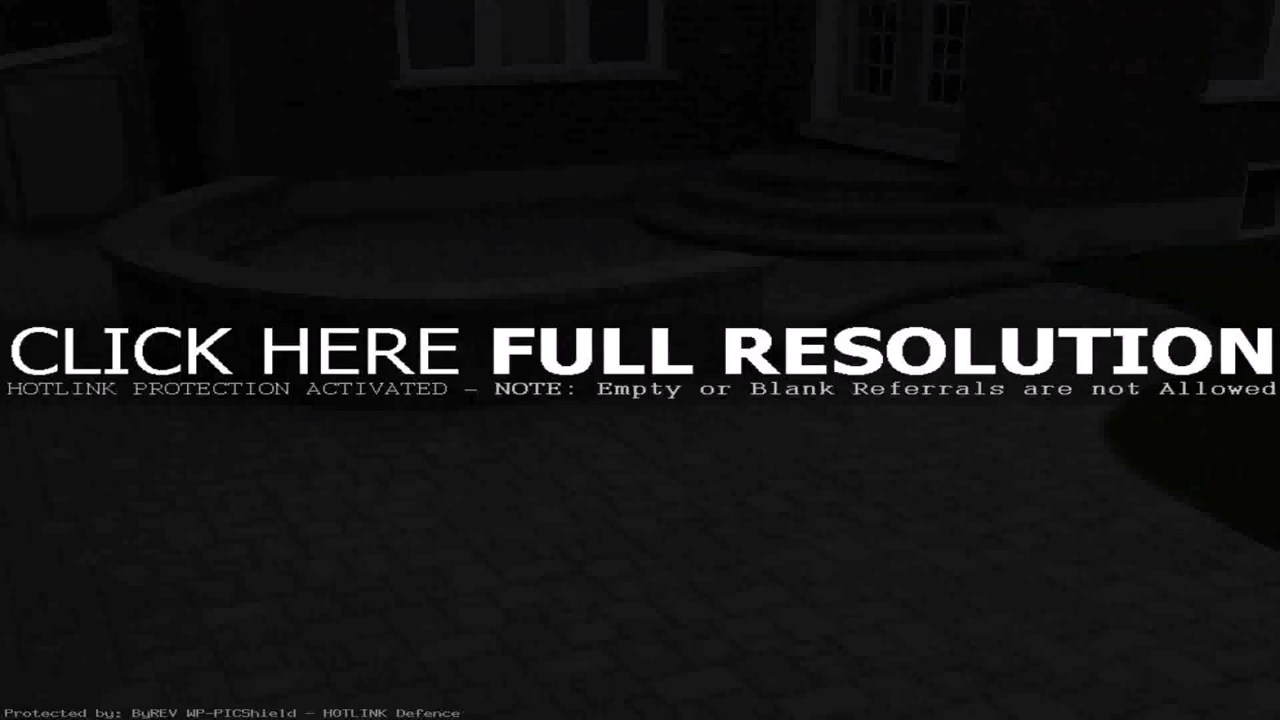 CLICK HERE FULL RESOLUTION
HOTLINK PROTECTION ACTIVATED - NOTE: Empty or Blank Referrals are not Allowed
Protected by: ByREV WP-PICShield - HOTLINK Defence